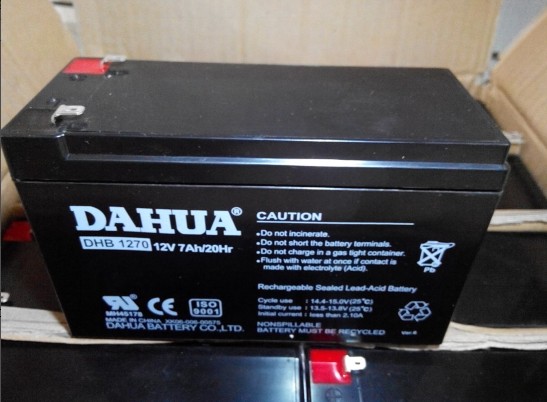 DAHUA®
DHB 1270 12V 7Ah/20Hr
CAUTION
Do not incinerate.
Do not short the battery terminals.
Do not charge in a gas tight container.
Flush with water at once if contact is
made with electrolyte (Acid).
Pb
Rechargeable Sealed Lead-Acid Battery
Cycle use : 14.4-15.0V (25°C)
Standby use : 13.5-13.8V (25°C)
Initial current : less than 2.10A
NONSPILLABLE
BATTERY MUST BE RECYCLED
MH45178
CE
ISO
9001
MADE IN CHINA
DAHUA BATTERY CO.,LTD.